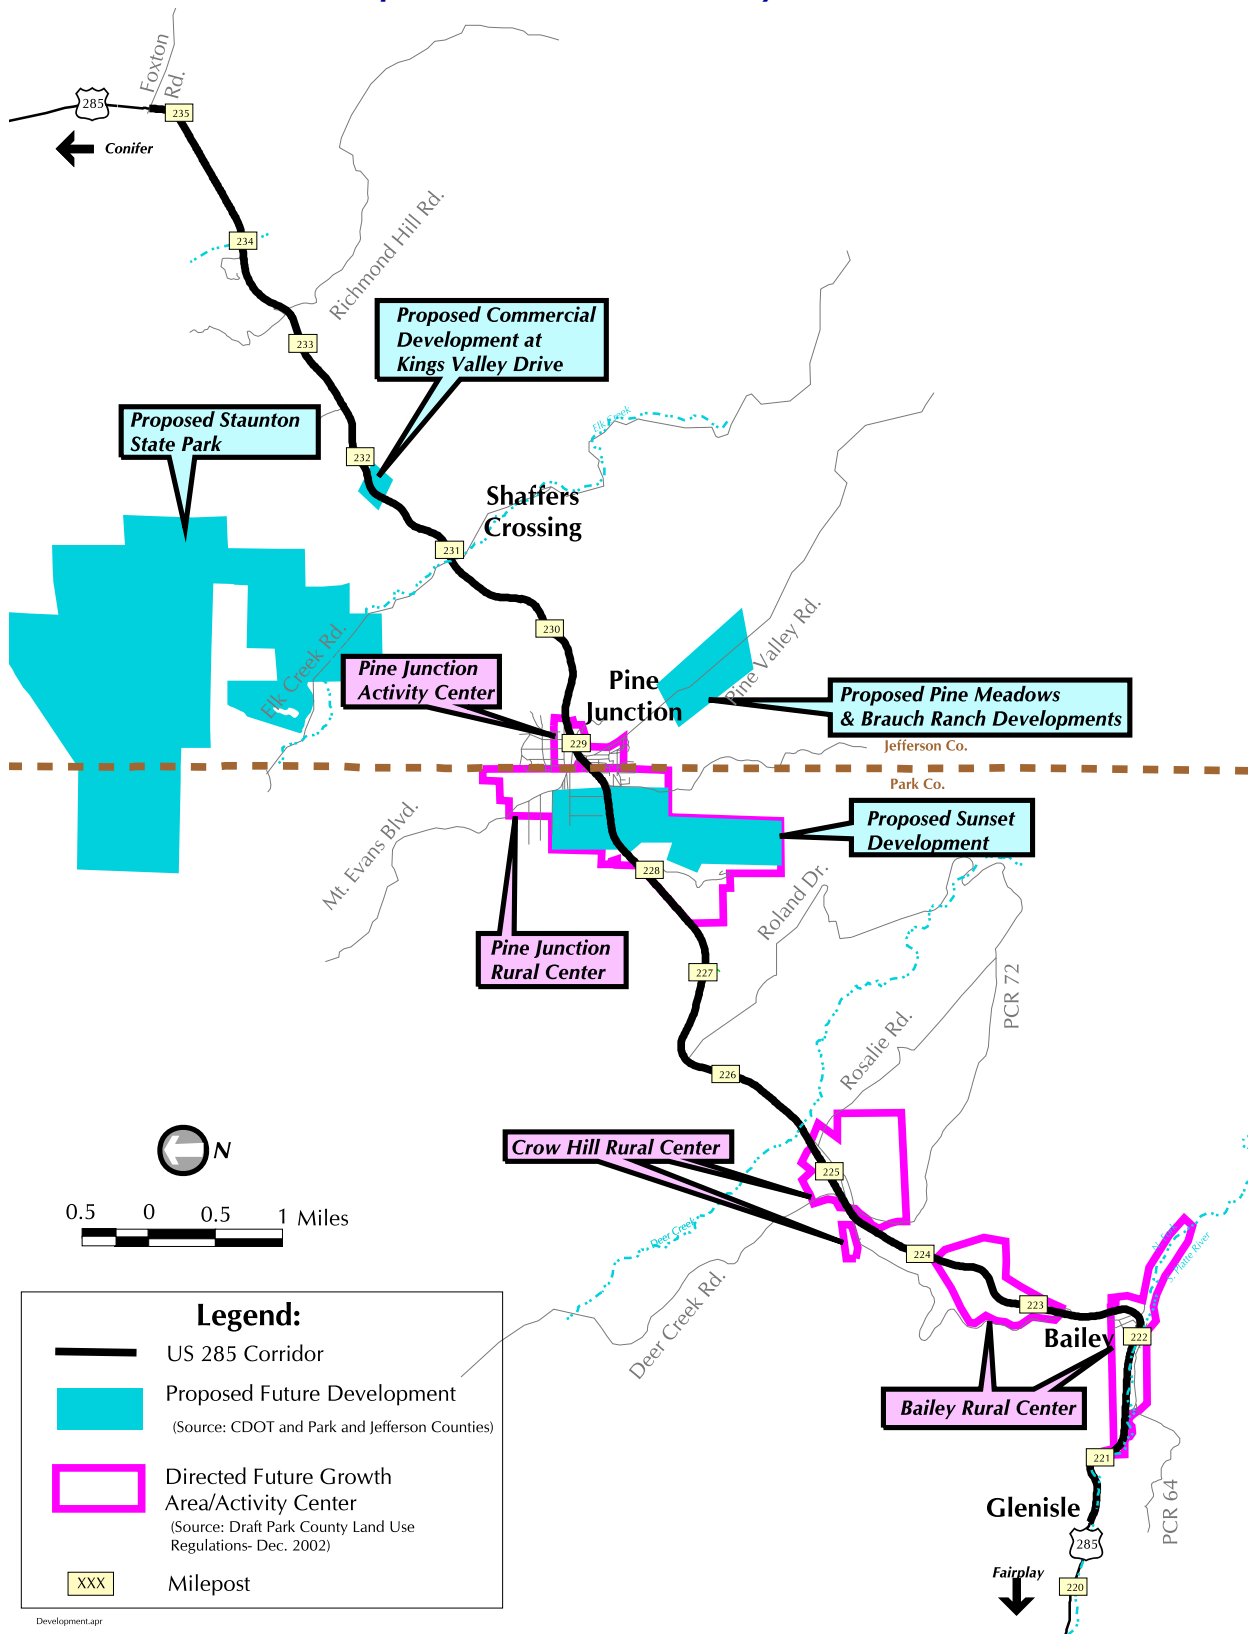 Foxton
Rd.
285
235
Conifer
234
Richmond Hill Rd.
Proposed Commercial
Development at
Kings Valley Drive
233
Proposed Staunton
State Park
Elk Creek
232
Shaffers
Crossing
231
230
Pine Valley Rd.
Elk Creek Rd.
Pine Junction
Activity Center
Pine
Junction
Proposed Pine Meadows
& Brauch Ranch Developments
229
Jefferson Co.
Park Co.
Mt. Evans Blvd.
Proposed Sunset
Development
228
Roland Dr.
Pine Junction
Rural Center
227
PCR 72
Rosalie Rd.
226
N
Crow Hill Rural Center
225
0.5 0 0.5 1 Miles
Deer Creek
224
N. Fork
S. Platte River
Deer Creek Rd.
223
Bailey
222
Legend:
US 285 Corridor
Proposed Future Development
(Source: CDOT and Park and Jefferson Counties)
Bailey Rural Center
221
Directed Future Growth
Area/Activity Center
(Source: Draft Park County Land Use
Regulations- Dec. 2002)
Glenisle
PCR 64
285
Fairplay
220
XXX
Milepost
Development.apr